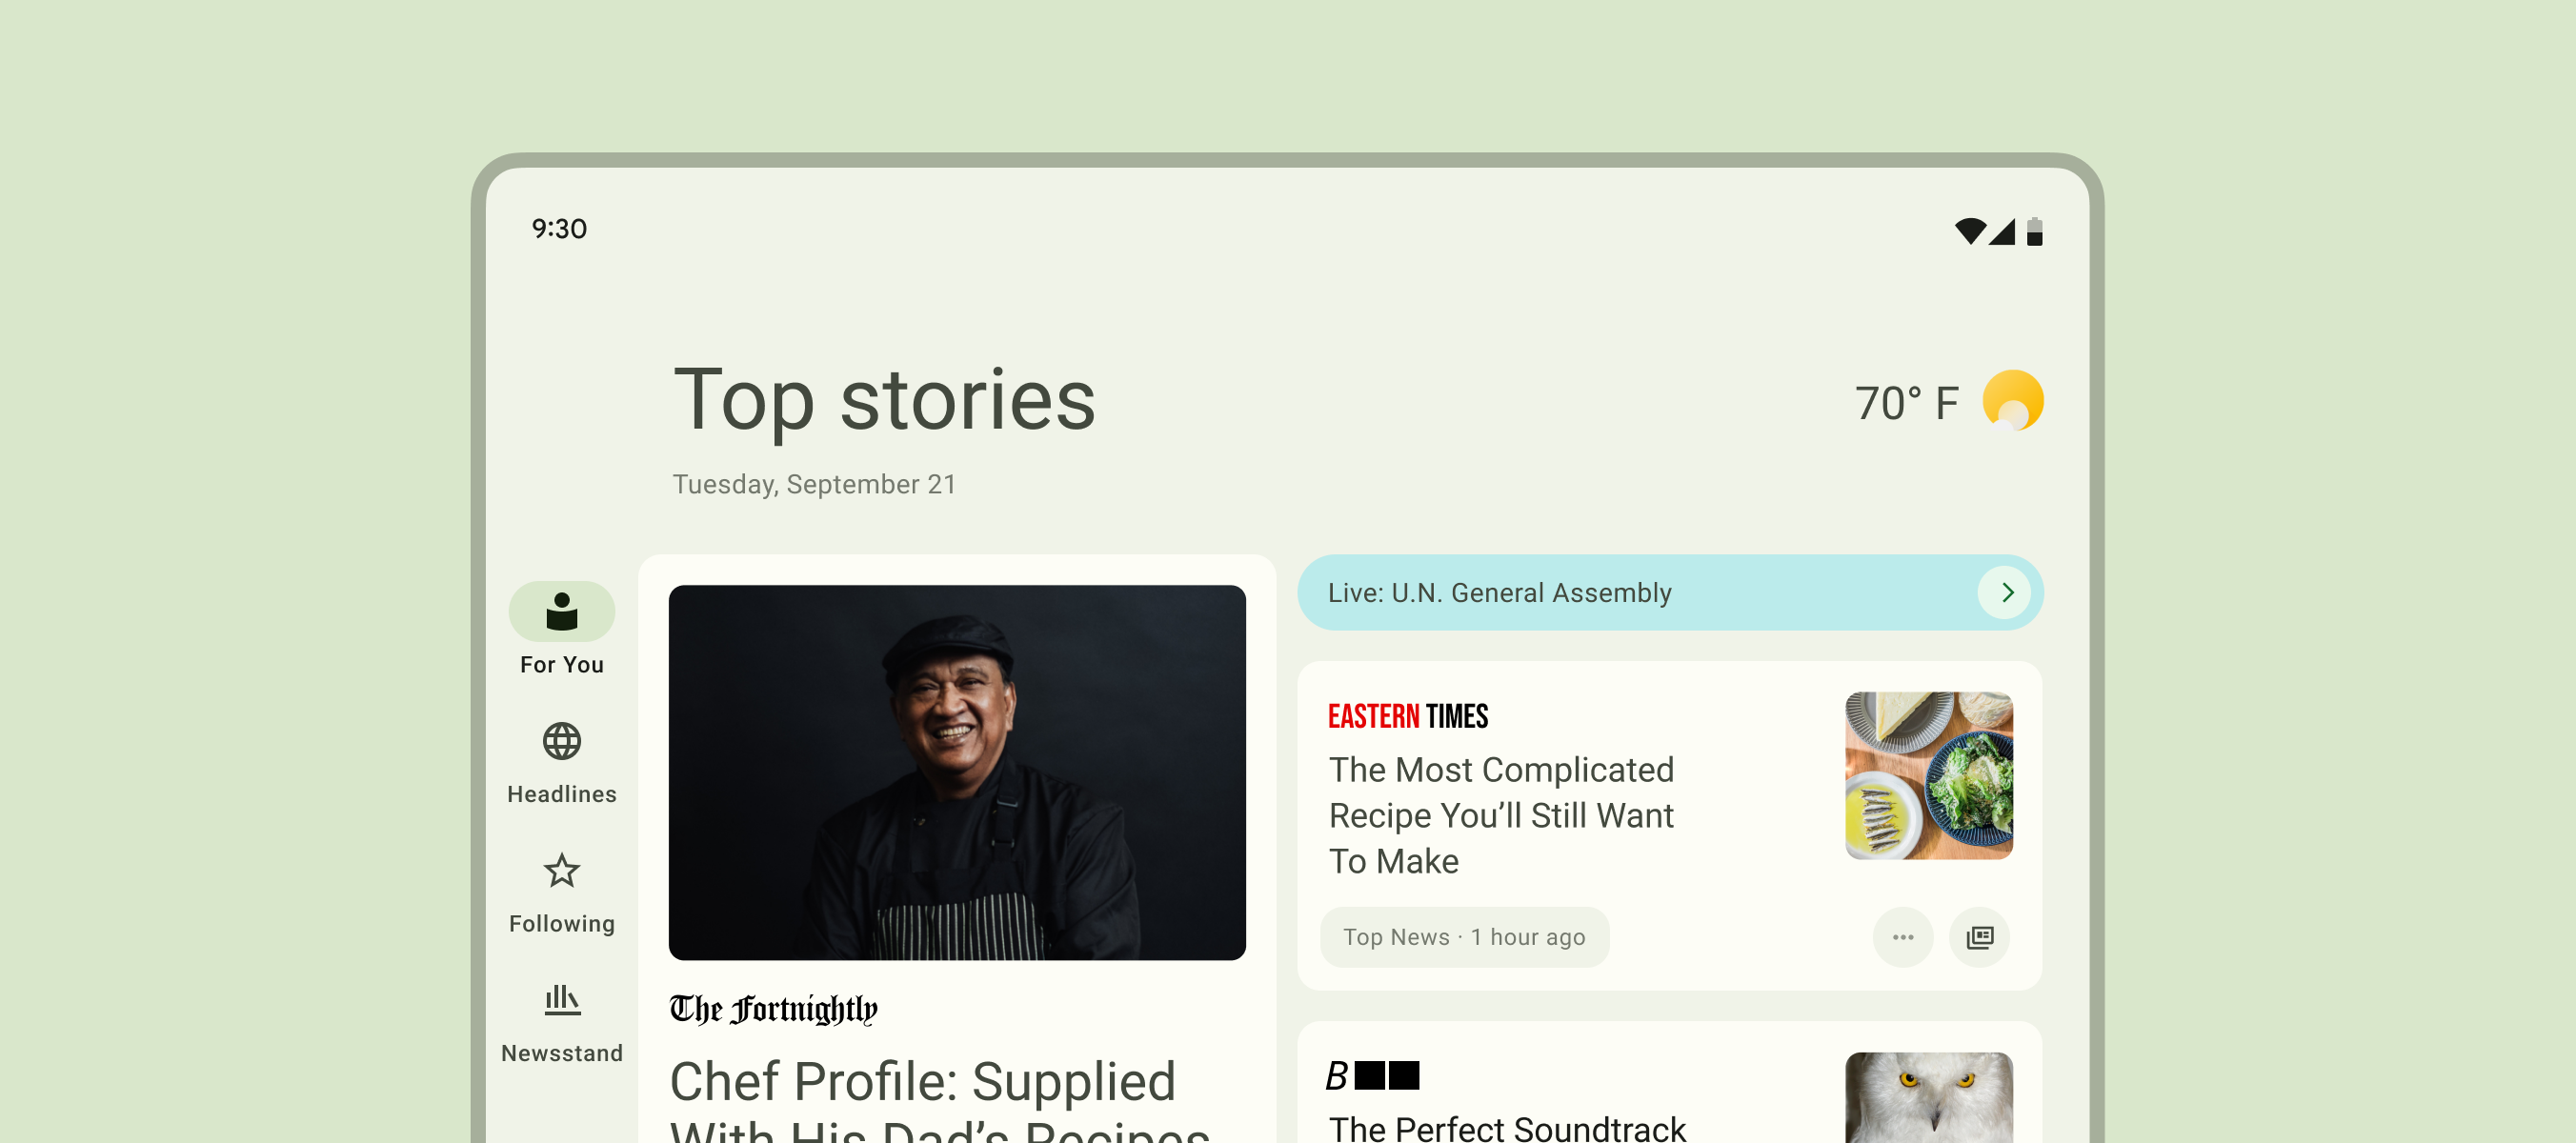 9:30
Top stories
70° F
Tuesday, September 21
For You
Headlines
Following
Newsstand
The Fortnightly
Chef Profile: Supplied
With His Dad’s Recipes
Live: U.N. General Assembly
EASTERN TIMES
The Most Complicated
Recipe You’ll Still Want
To Make
Top News · 1 hour ago
B
The Perfect Soundtrack